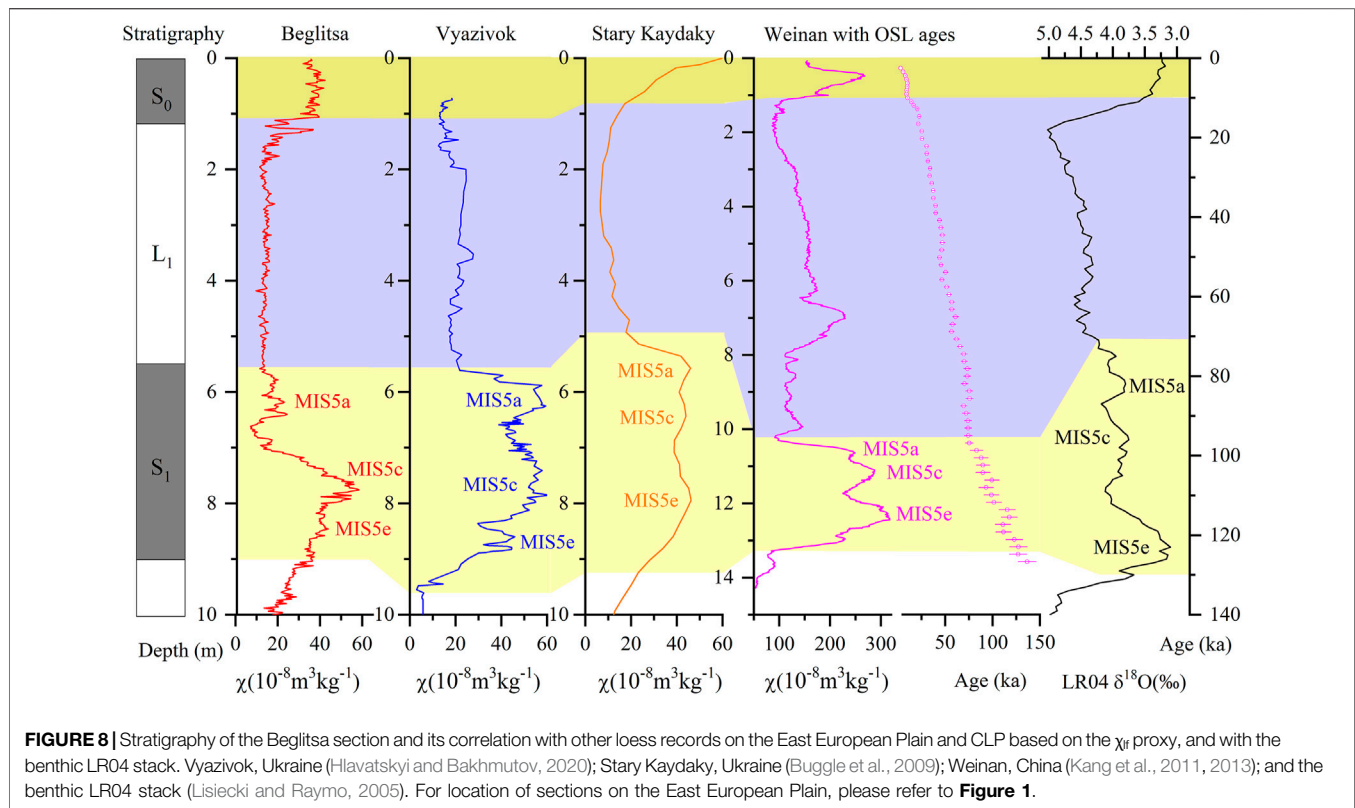 Stratigraphy Beglitsa Vyazivok Stary Kaydaky Weinan with OSL ages 5.0 4.5 4.0 3.5 3.0
0 0 0 0 0
S0
10
2 2 2 2 20
30
4 4 4 4 40
L1
50
6 60
70
6 6 6 8 80
MIS5a MIS5a MIS5a MIS5a
90
MIS5c MIS5c
10 100
MIS5a
S1 MIS5c MIS5c MIS5c
110
8 8 8 12
MIS5e MIS5e MIS5e MIS5e 120
MIS5e
130
14
10 10 10 140
0 20 40 60 0 20 40 60 0 20 40 60 100 200 300 50 100 150
Depth (m) Age (ka)
χ(10-8m3kg-1) χ(10-8m3kg-1) χ(10-8m3kg-1) χ(10-8m3kg-1) Age (ka) LR04 δ18O(‰)
FIGURE 8 | Stratigraphy of the Beglitsa section and its correlation with other loess records on the East European Plain and CLP based on the χlf proxy, and with the
benthic LR04 stack. Vyazivok, Ukraine (Hlavatskyi and Bakhmutov, 2020); Stary Kaydaky, Ukraine (Buggle et al., 2009); Weinan, China (Kang et al., 2011, 2013); and the
benthic LR04 stack (Lisiecki and Raymo, 2005). For location of sections on the East European Plain, please refer to Figure 1.